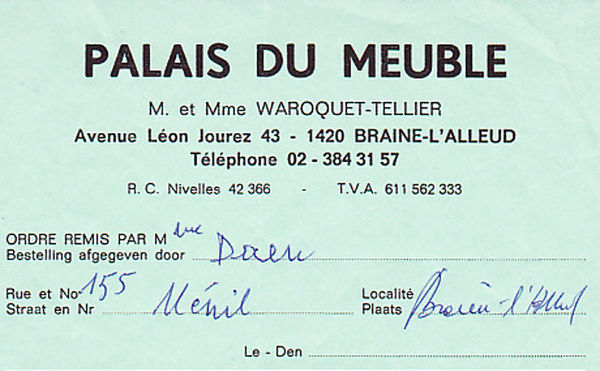 PALAIS DU MEUBLE
M. et Mme WAROQUET-TELLIER
Avenue Léon Jourez 43 - 1420 BRAINE-L'ALLEUD
Téléphone 02 - 384 31 57
R. C. Nivelles 42 366 - T.V.A. 611 562 333
ORDRE REMIS PAR M
Bestelling afgegeven door
Rue et No 155 Ménil Localité Braine-l'Alleud
Straat en Nr Plaats
Le - Den